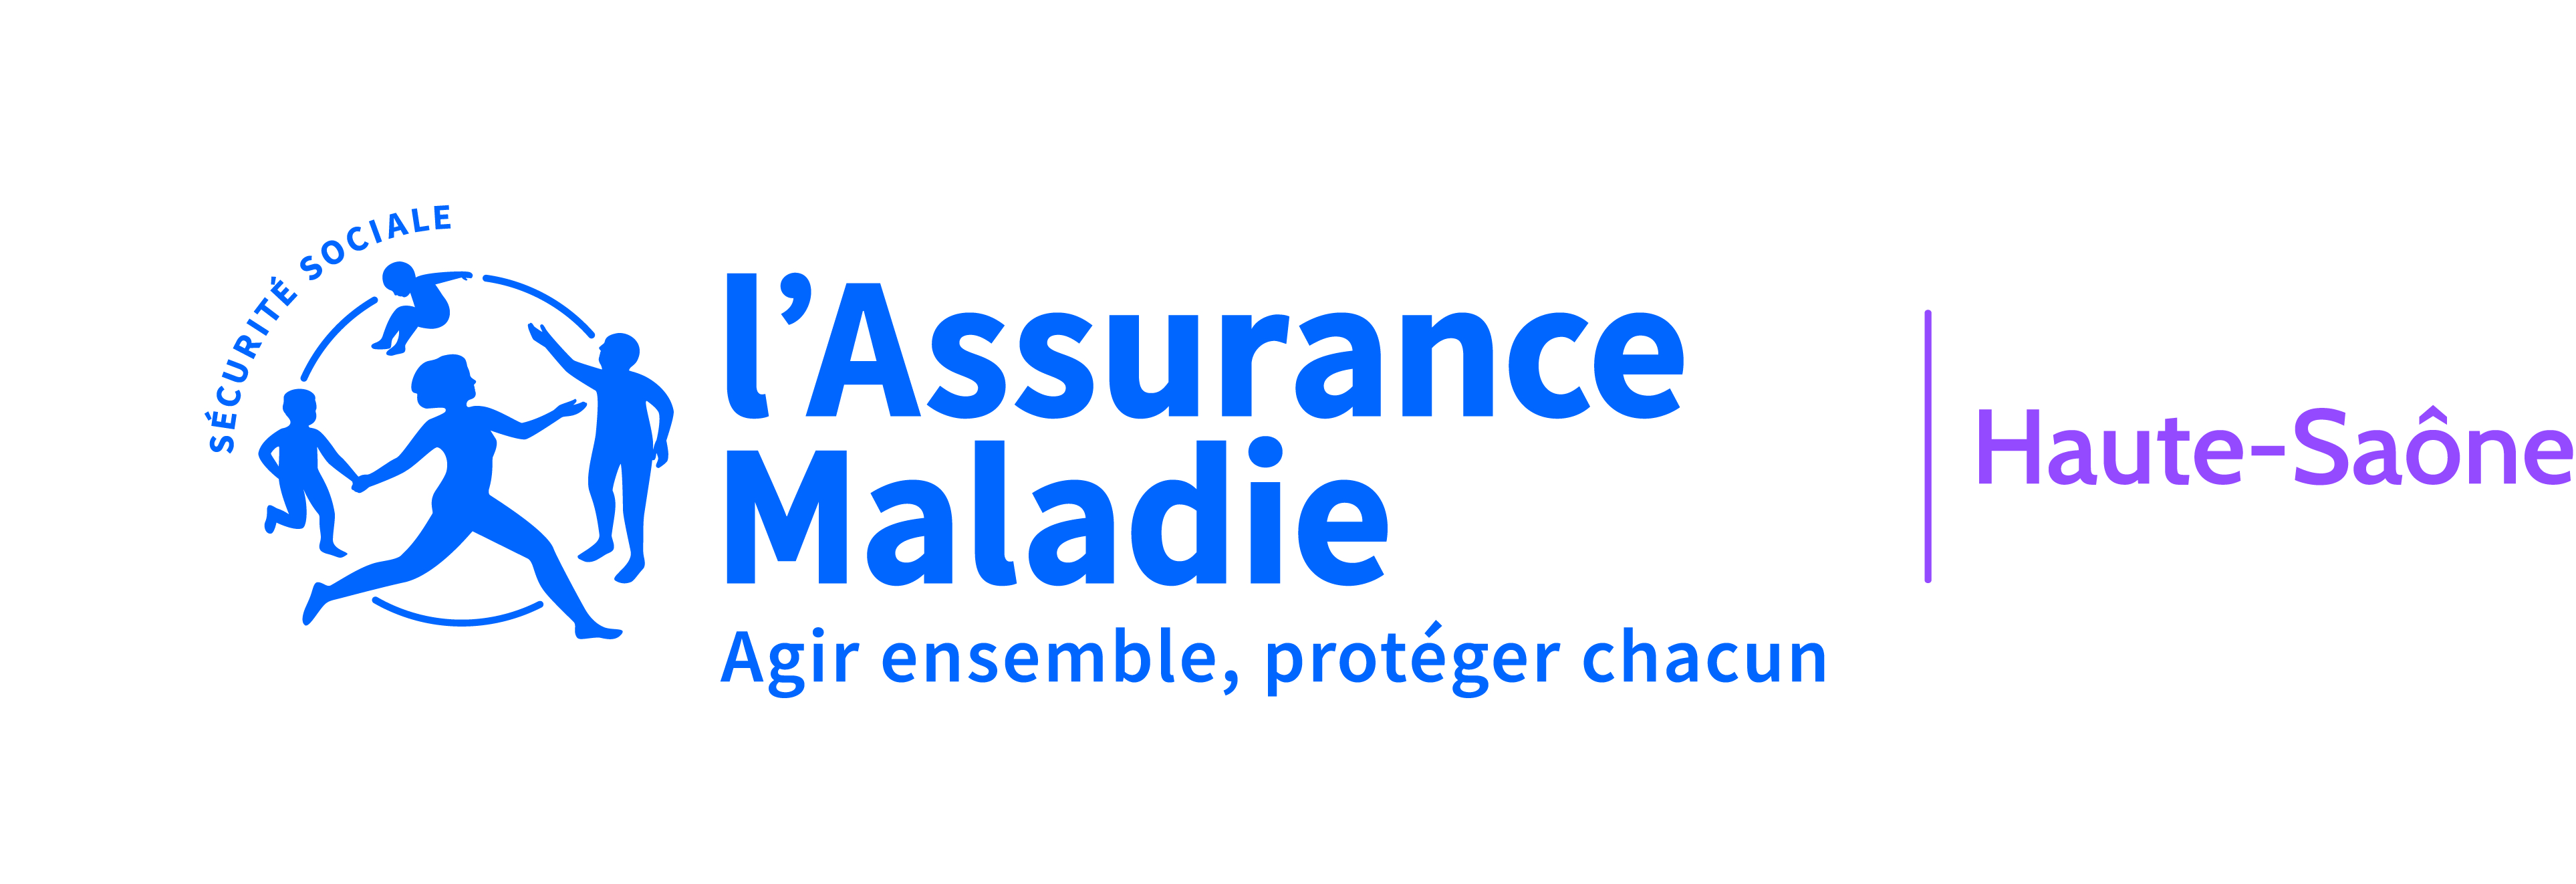 SÉCURITÉ SOCIALE
l’Assurance
Maladie
Agir ensemble, protéger chacun
Haute-Saône